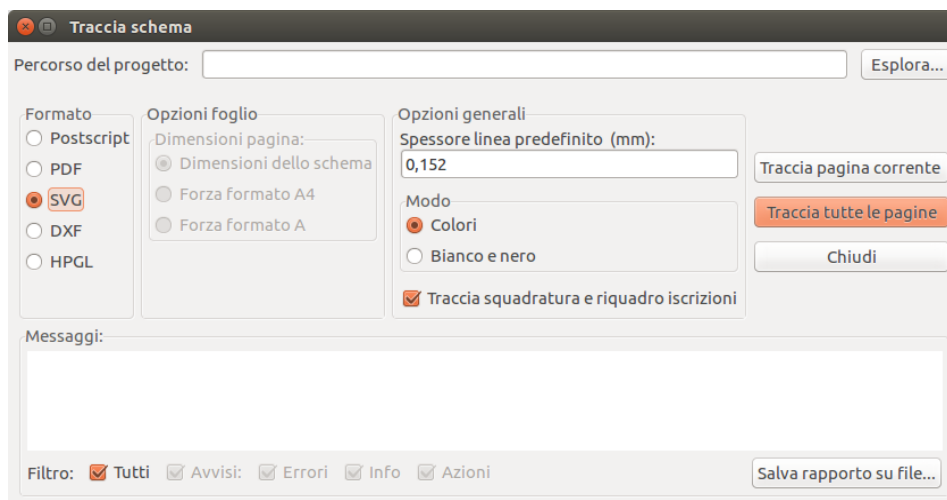 Traccia schema
Percorso del progetto:
Esplora...
Formato
Postscript
PDF
SVG
DXF
HPGL
Opzioni foglio
Dimensioni pagina:
Dimensioni dello schema
Forza formato A4
Forza formato A
Opzioni generali
Spessore linea predefinito (mm):
0,152
Modo
Colori
Bianco e nero
Traccia squadratura e riquadro iscrizioni
Traccia pagina corrente
Traccia tutte le pagine
Chiudi
Messaggi:
Filtro: Tutti Avvisi: Errori Info Azioni
Salva rapporto su file...